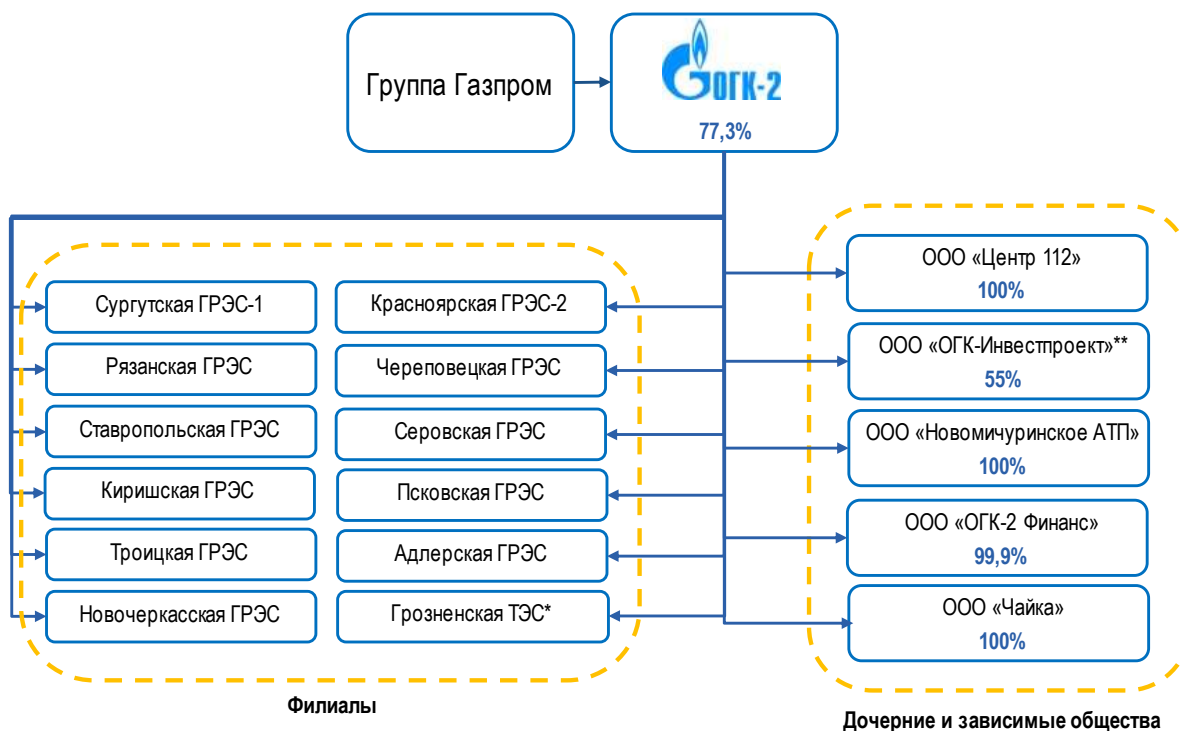 Группа Газпром
ОГК-2
77,3%
Сургутская ГРЭС-1
Рязанская ГРЭС
Ставропольская ГРЭС
Киришская ГРЭС
Троицкая ГРЭС
Новочеркасская ГРЭС
Красноярская ГРЭС-2
Череповецкая ГРЭС
Серовская ГРЭС
Псковская ГРЭС
Адлерская ГРЭС
Грозненская ТЭС*
Филиалы
ООО «Центр 112»
100%
ООО «ОГК-Инвестпроект»**
55%
ООО «Новомичуринское АТП»
100%
ООО «ОГК-2 Финанс»
99,9%
ООО «Чайка»
100%
Дочерние и зависимые общества